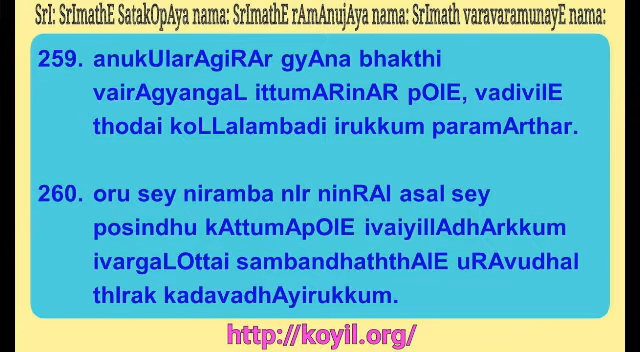 SrI: SrImathE SatakOpAya nama: SrImathE rAmAnujAya nama: SrImath varavaramunayE nama:
259. anukUlarAgiRAr gyAna bhakthi
vairAgyangaL ittumARinAR pOlE, vadivilE
thodai koLLalambadi irukkum paramArthar.
260. oru sey niramba nIr ninRAl asal sey
posindhu kAttumApOlE ivaiyillAdhArkkum
ivargaLOttai sambandhaththAlE uRAvudhal
thIrak kadavadhAyirukkum.
http://koyil.org/